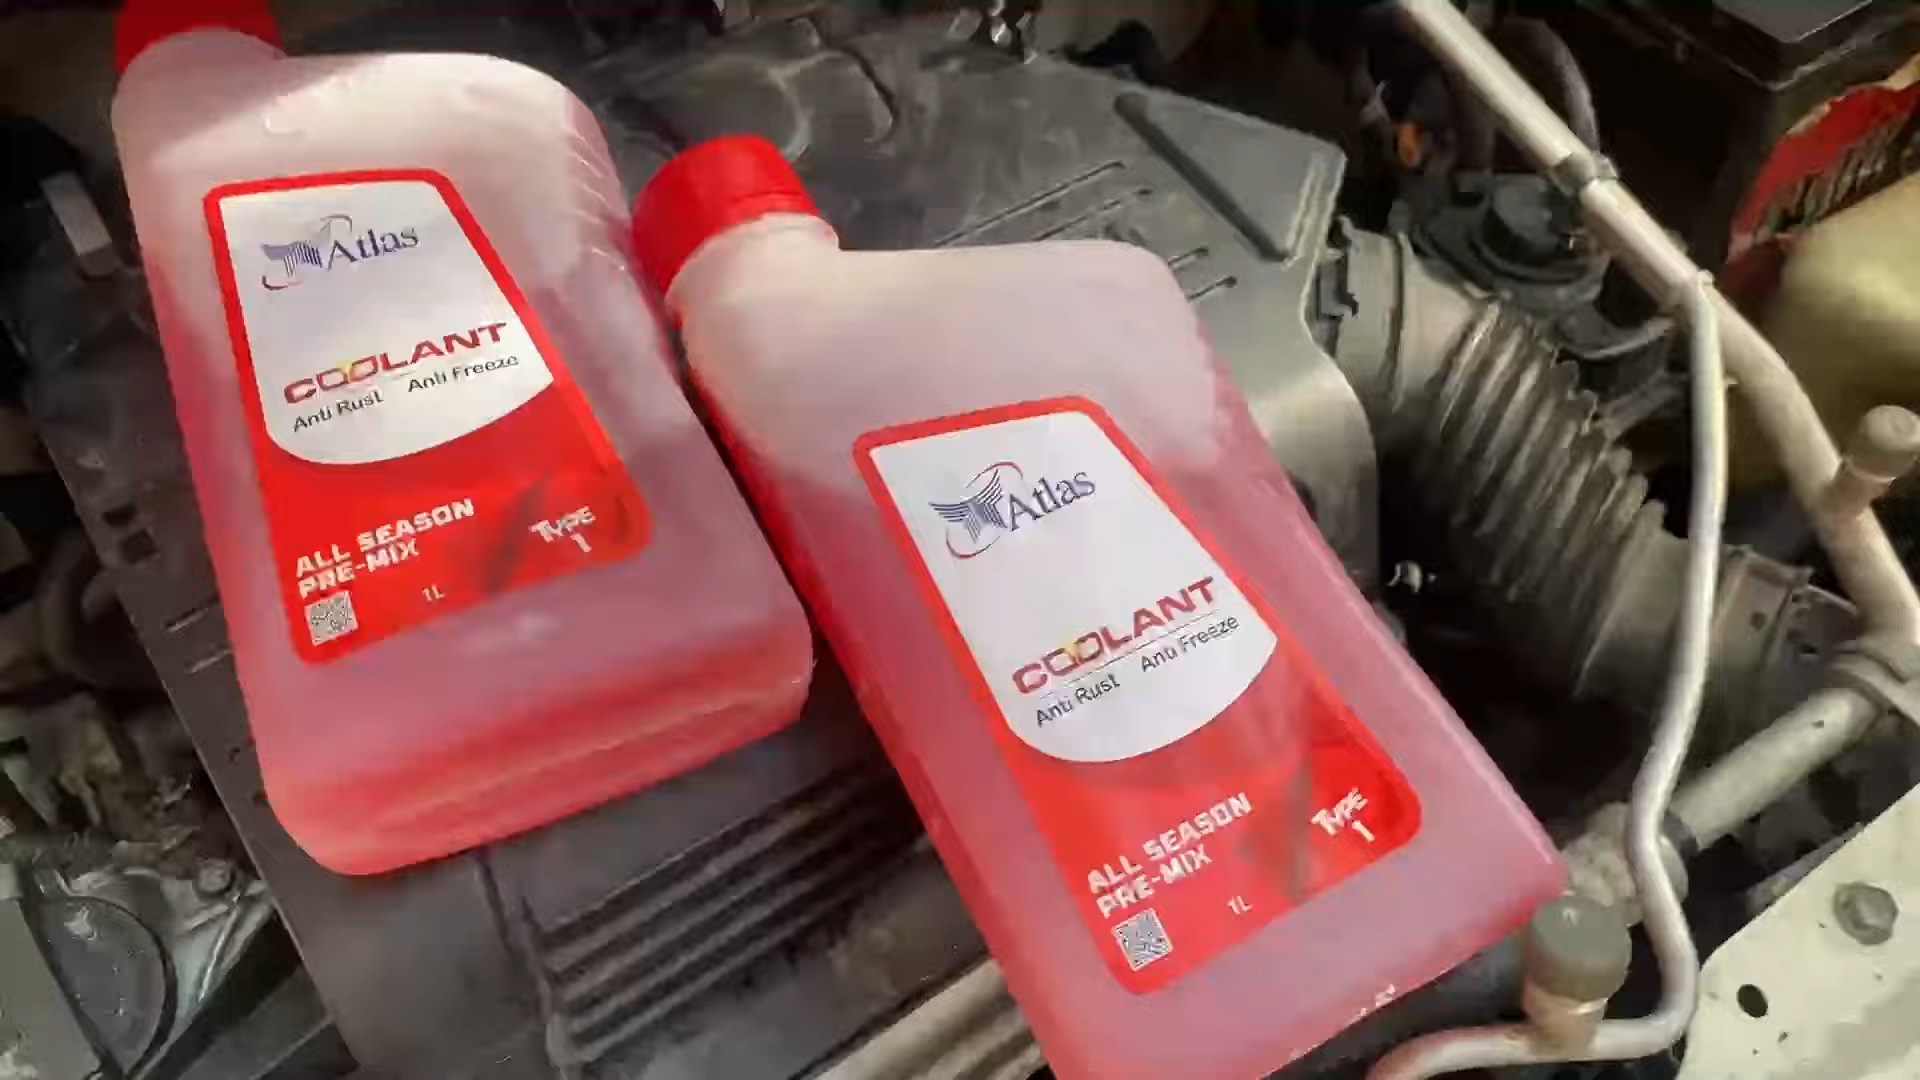 Atlas
COOLANT
Anti Rust Anti Freeze
ALL SEASON
PRE-MIX
TYPE
1
1L
Atlas
COOLANT
Anti Rust Anti Freeze
ALL SEASON
PRE-MIX
TYPE
1
1L